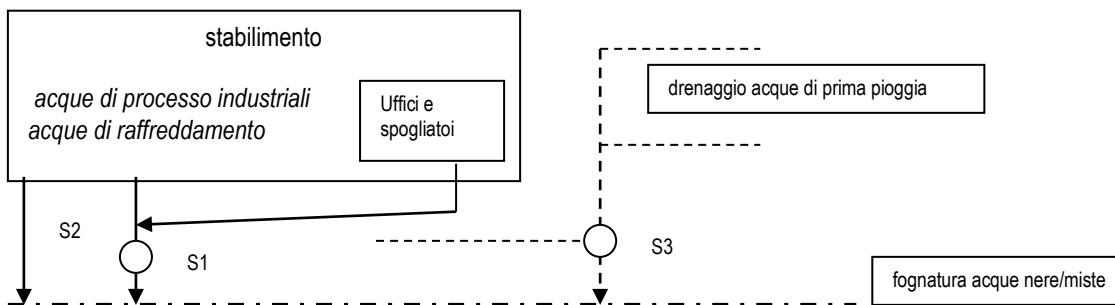 stabilimento
acque di processo industriali
acque di raffreddamento
Uffici e
spogliatoi
drenaggio acque di prima pioggia
S2
S1
S3
fognatura acque nere/miste